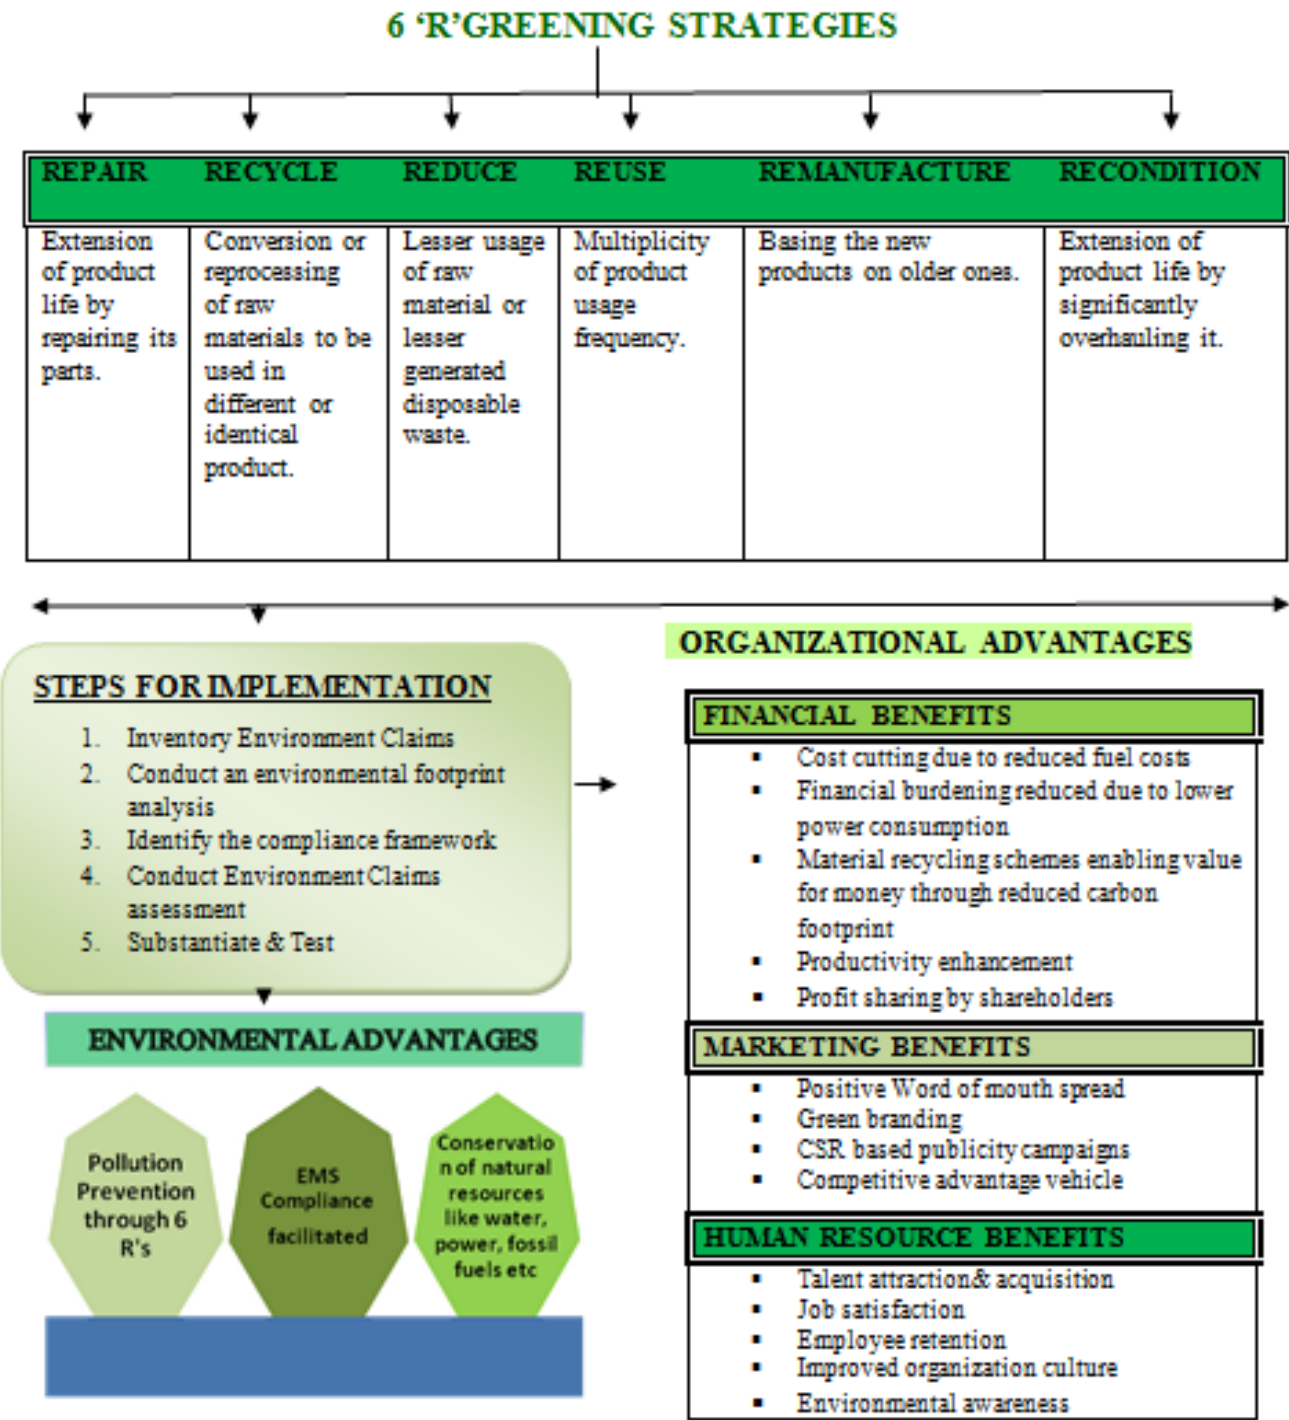 6 ‘R’GREENING STRATEGIES
REPAIR
RECYCLE
REDUCE
REUSE
REMANUFACTURE
RECONDITION
Extension
of product
life by
repairing its
parts.
Conversion or
reprocessing
of raw
materials to be
used in
different or
identical
product.
Lesser usage
of raw
material or
lesser
generated
disposable
waste.
Multiplicity
of product
usage
frequency.
Basing the new
products on older ones.
Extension of
product life by
significantly
overhauling it.
STEPS FOR IMPLEMENTATION
1. Inventory Environment Claims
2. Conduct an environmental footprint
analysis
3. Identify the compliance framework
4. Conduct Environment Claims
assessment
5. Substantiate & Test
ENVIRONMENTAL ADVANTAGES
Pollution
Prevention
through 6
R's
EMS
Compliance
facilitated
Conservatio
n of natural
resources
like water,
power, fossil
fuels etc
ORGANIZATIONAL ADVANTAGES
FINANCIAL BENEFITS
▪ Cost cutting due to reduced fuel costs
▪ Financial burdening reduced due to lower
power consumption
▪ Material recycling schemes enabling value
for money through reduced carbon
footprint
▪ Productivity enhancement
▪ Profit sharing by shareholders
MARKETING BENEFITS
▪ Positive Word of mouth spread
▪ Green branding
▪ CSR based publicity campaigns
▪ Competitive advantage vehicle
HUMAN RESOURCE BENEFITS
▪ Talent attraction& acquisition
▪ Job satisfaction
▪ Employee retention
▪ Improved organization culture
▪ Environmental awareness